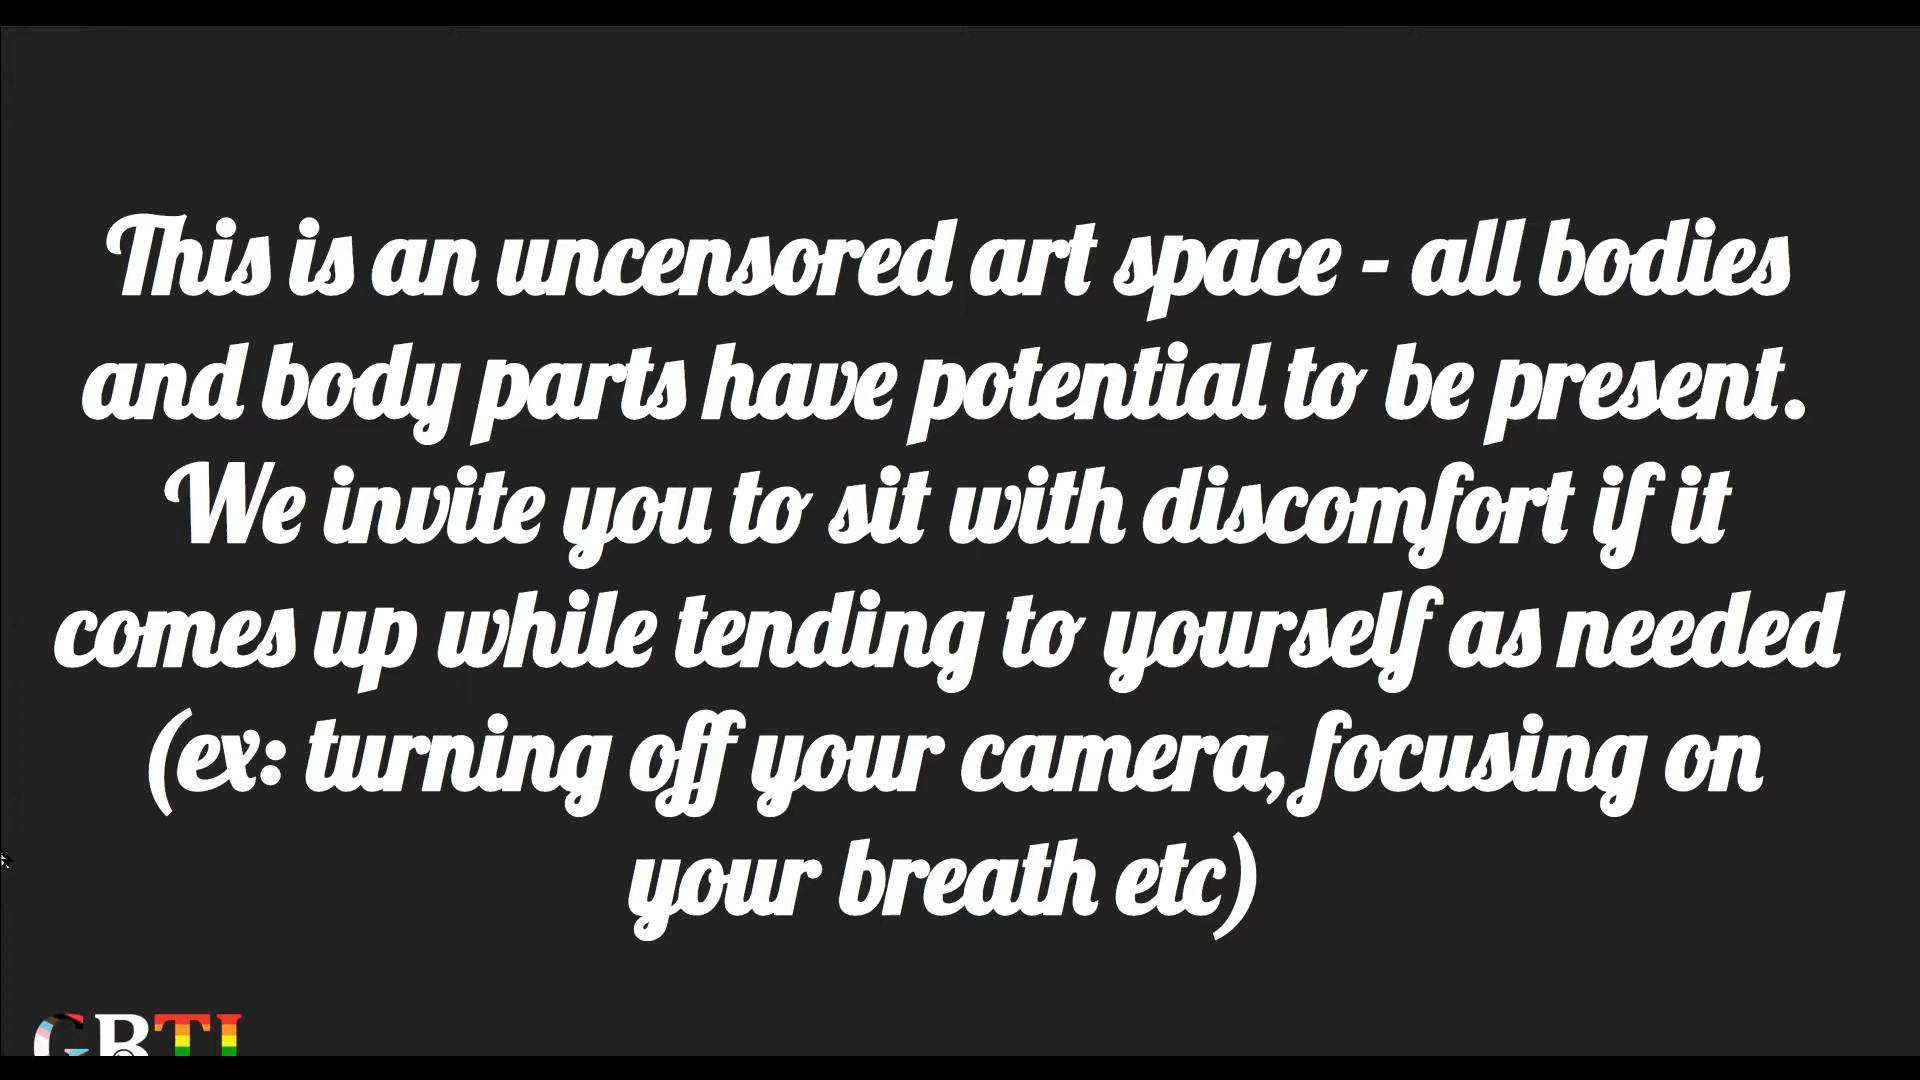 This is an uncensored art space - all bodies
and body parts have potential to be present.
We invite you to sit with discomfort if it
comes up while tending to yourself as needed
(ex: turning off your camera, focusing on
your breath etc)
GBTI